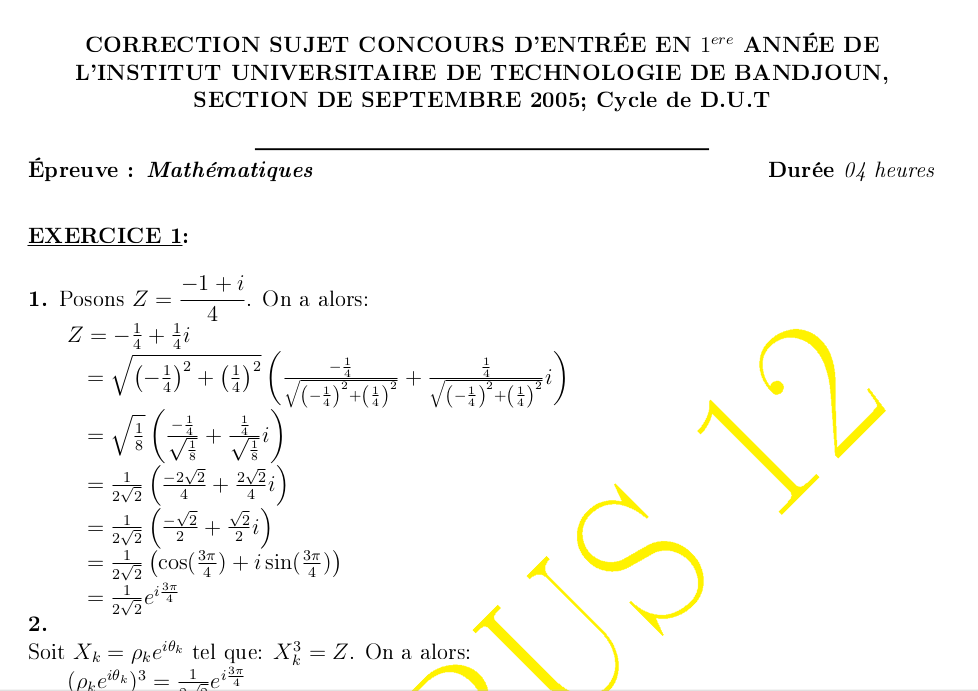 CORRECTION SUJET CONCOURS D'ENTRÉE EN 1^{ere} ANNÉE DE
L'INSTITUT UNIVERSITAIRE DE TECHNOLOGIE DE BANDJOUN,
SECTION DE SEPTEMBRE 2005; Cycle de D.U.T
Épreuve : Mathématiques Durée 04 heures
EXERCICE 1:
1. Posons $Z = \dfrac{-1+i}{4}$. On a alors:
$Z = -\frac{1}{4} + \frac{1}{4}i$
$= \sqrt{\left(-\frac{1}{4}\right)^2 + \left(\frac{1}{4}\right)^2} \left( \frac{-\frac{1}{4}}{\sqrt{\left(-\frac{1}{4}\right)^2 + \left(\frac{1}{4}\right)^2}} + \frac{\frac{1}{4}}{\sqrt{\left(-\frac{1}{4}\right)^2 + \left(\frac{1}{4}\right)^2}} i \right)$
$= \sqrt{\frac{1}{8}} \left( \frac{-\frac{1}{4}}{\sqrt{\frac{1}{8}}} + \frac{\frac{1}{4}}{\sqrt{\frac{1}{8}}} i \right)$
$= \frac{1}{2\sqrt{2}} \left( \frac{-2\sqrt{2}}{4} + \frac{2\sqrt{2}}{4} i \right)$
$= \frac{1}{2\sqrt{2}} \left( \frac{-\sqrt{2}}{2} + \frac{\sqrt{2}}{2} i \right)$
$= \frac{1}{2\sqrt{2}} \left( \cos(\frac{3\pi}{4}) + i \sin(\frac{3\pi}{4}) \right)$
$= \frac{1}{2\sqrt{2}} e^{i\frac{3\pi}{4}}$
2.
Soit $X_k = \rho_k e^{i\theta_k}$ tel que: $X_k^3 = Z$. On a alors:
$(\rho_k e^{i\theta_k})^3 = \frac{1}{2\sqrt{2}} e^{i\frac{3\pi}{4}}$
PUS 12